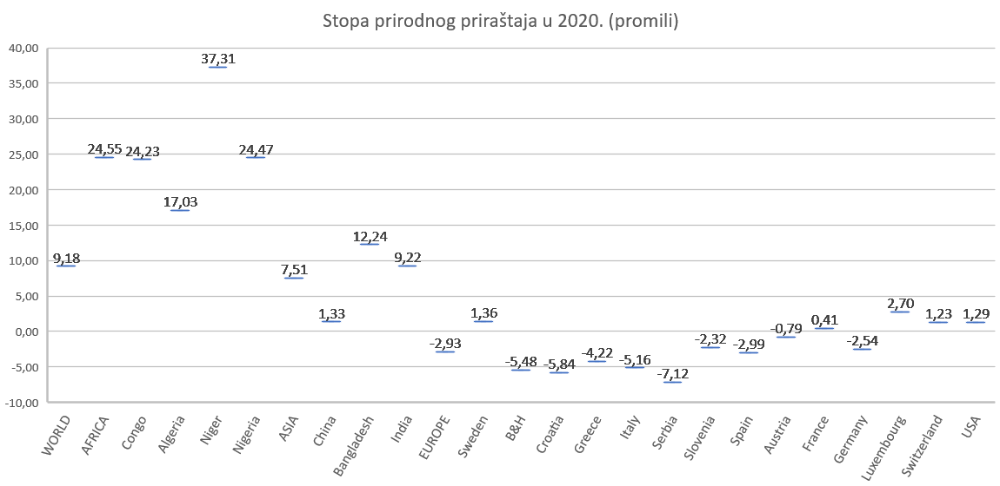 Stopa prirodnog priraštaja u 2020. (promili)
40,00
35,00
30,00
25,00
20,00
15,00
10,00
5,00
0,00
-5,00
-10,00
9,18
24,55
24,23
17,03
37,31
24,47
7,51
1,33
12,24
9,22
-2,93
1,36
-5,48
-5,84
-4,22
-5,16
-7,12
-2,32
-2,99
-0,79
0,41
-2,54
2,70
1,23
1,29
WORLD
AFRICA
Congo
Algeria
Niger
Nigeria
ASIA
China
Bangladesh
India
EUROPE
Sweden
B&H
Croatia
Greece
Italy
Serbia
Slovenia
Spain
Austria
France
Germany
Luxembourg
Switzerland
USA